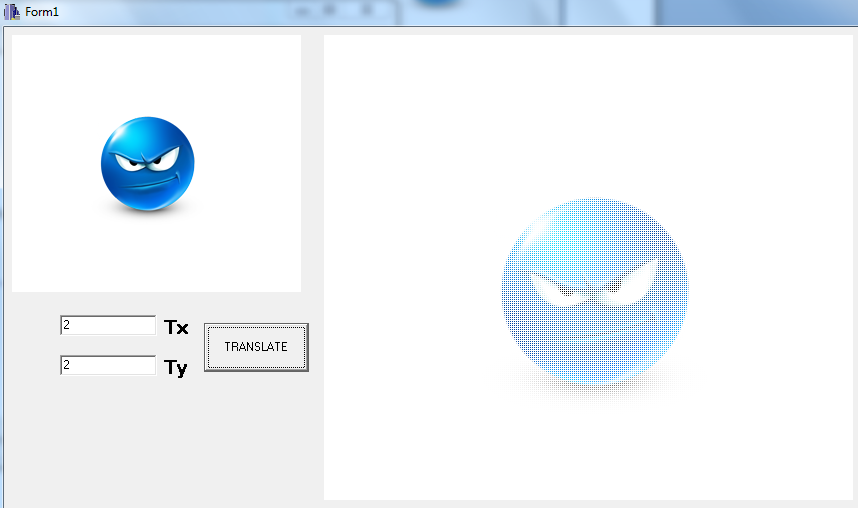 Form1
2
Tx
TRANSLATE
2
Ty